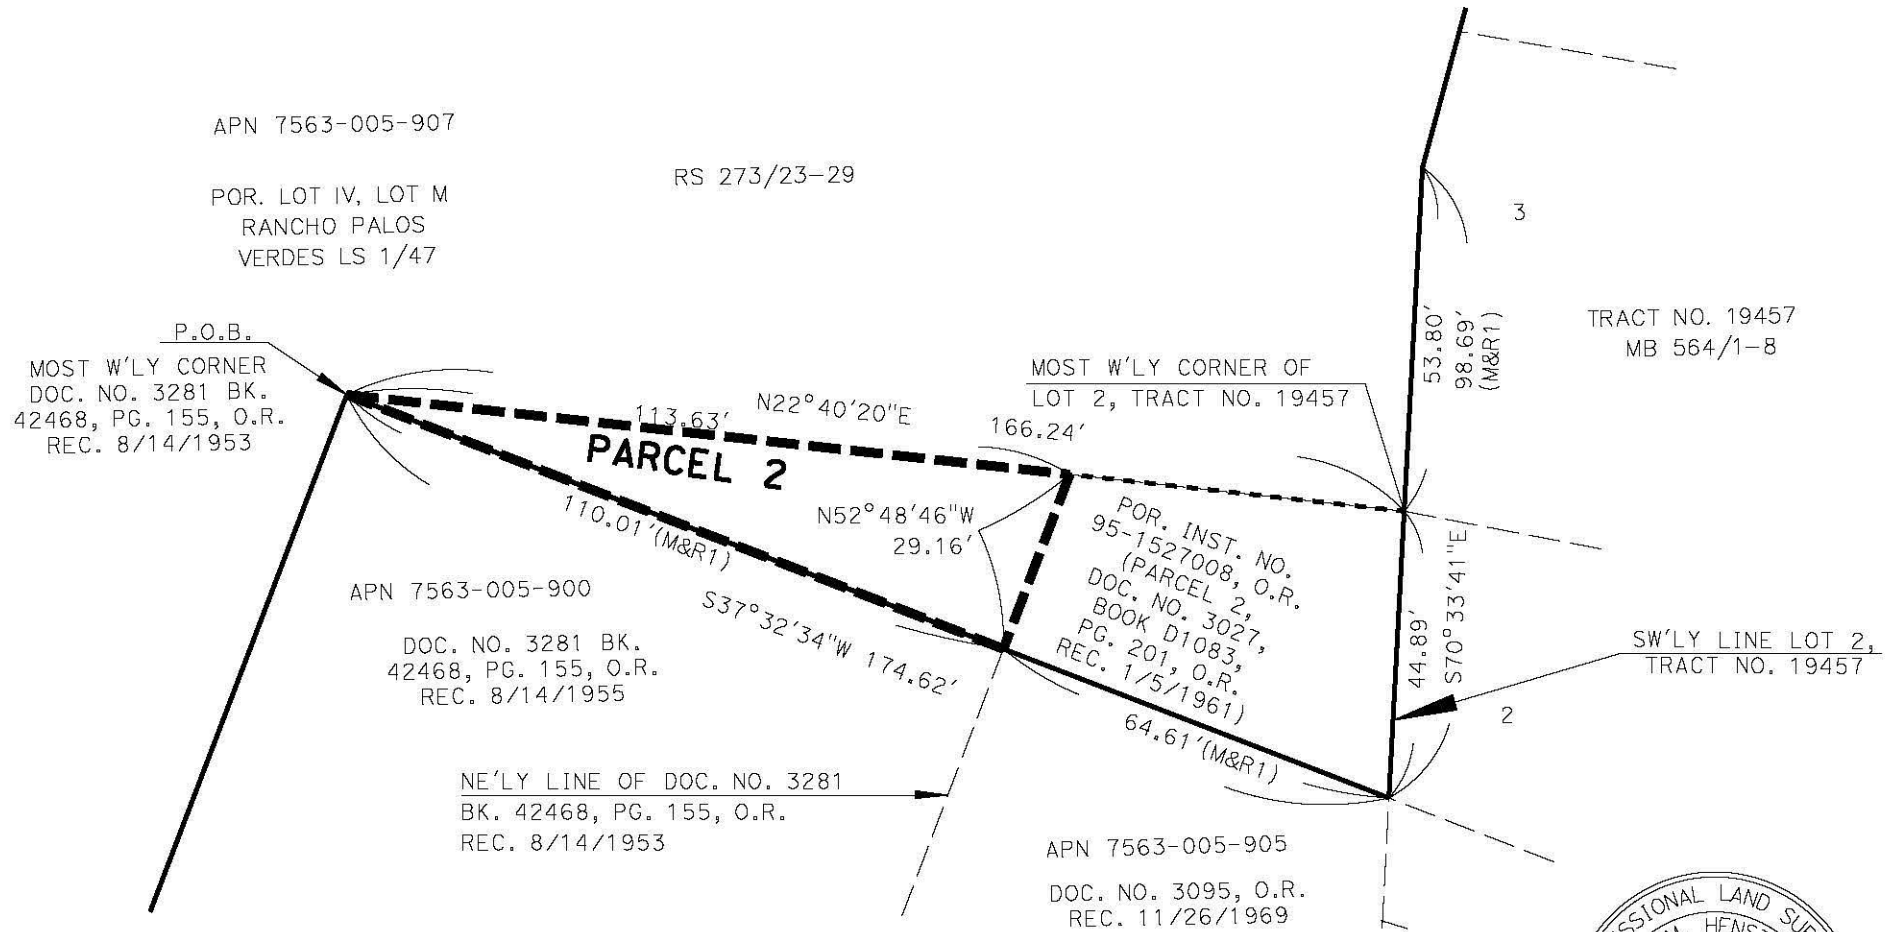 APN 7563-005-907
POR. LOT IV, LOT M
RANCHO PALOS
VERDES LS 1/47
RS 273/23-29
3
TRACT NO. 19457
MB 564/1-8
53.80'
98.69'
(M&R1)
P.O.B.
MOST W'LY CORNER
DOC. NO. 3281 BK.
42468, PG. 155, O.R.
REC. 8/14/1953
MOST W'LY CORNER OF
LOT 2, TRACT NO. 19457
113.63'
N22°40'20"E
166.24'
PARCEL 2
110.01'(M&R1)
N52°48'46"W
29.16'
POR. INST. NO.
95-1527008, O.R.
(PARCEL 2,
DOC. NO. 3027,
BOOK D1083,
PG. 201, O.R.
REC. 1/5/1961)
APN 7563-005-900
DOC. NO. 3281 BK.
42468, PG. 155, O.R.
REC. 8/14/1955
S37°32'34"W 174.62'
44.89'
S70°33'41"E
SW'LY LINE LOT 2,
TRACT NO. 19457
2
64.61'(M&R1)
NE'LY LINE OF DOC. NO. 3281
BK. 42468, PG. 155, O.R.
REC. 8/14/1953
APN 7563-005-905
DOC. NO. 3095, O.R.
REC. 11/26/1969
LAND